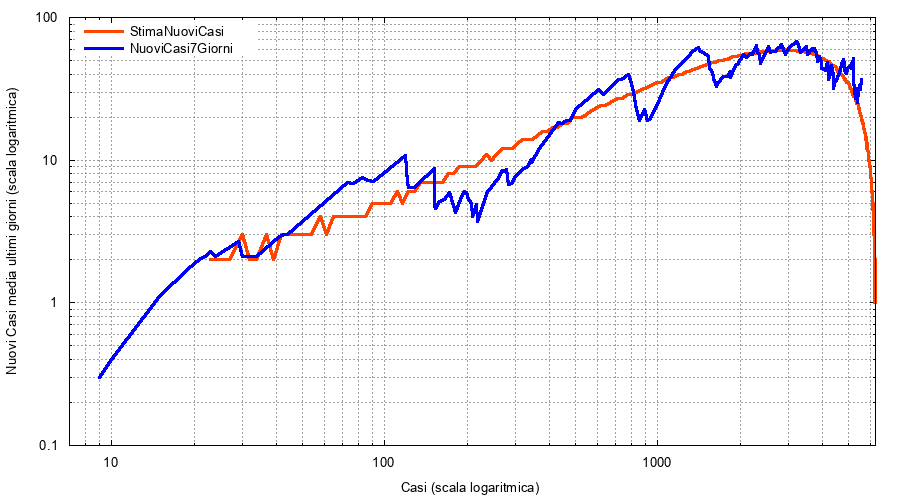 100
StimaNuoviCasi
NuoviCasi7Giorni
10
1
0.1
Nuovi Casi media ultimi giorni (scala logaritmica)
10 100 1000
Casi (scala logaritmica)